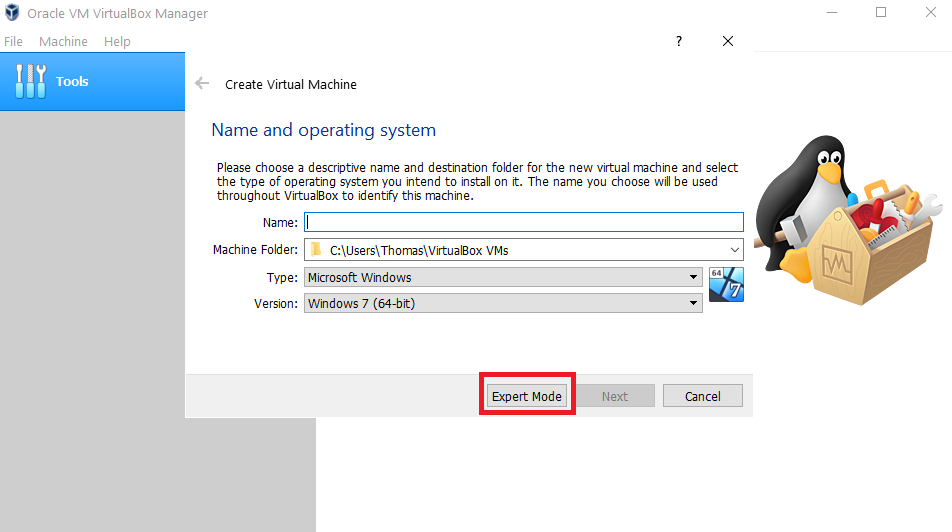 Oracle VM VirtualBox Manager
File Machine Help
?
Tools
Create Virtual Machine
Name and operating system
Please choose a descriptive name and destination folder for the new virtual machine and select
the type of operating system you intend to install on it. The name you choose will be used
throughout VirtualBox to identify this machine.
Name:
Machine Folder: C:\Users\Thomas\VirtualBox VMs
Type: Microsoft Windows
64
7
Version: Windows 7 (64-bit)
Expert Mode Next Cancel